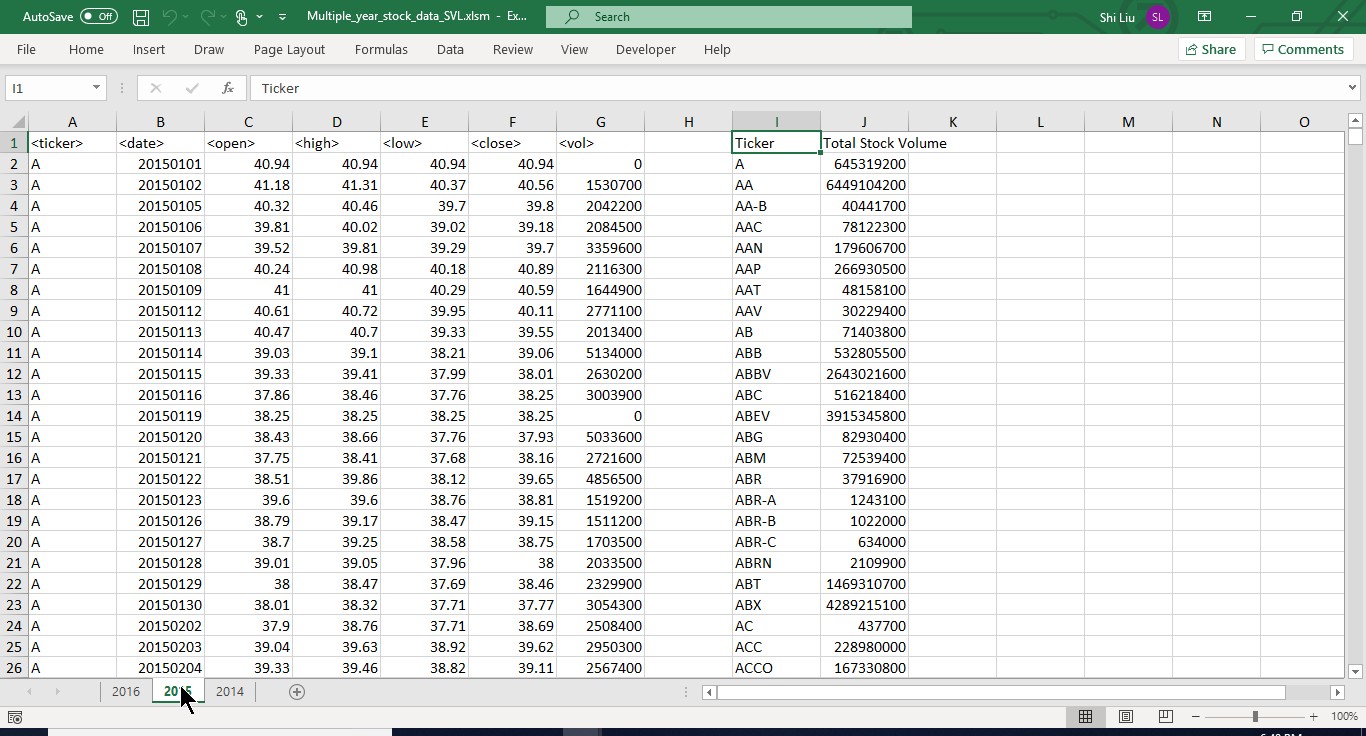 AutoSave Off Multiple_year_stock_data_SVL.xlsm - Ex... Search Shi Liu SL
File Home Insert Draw Page Layout Formulas Data Review View Developer Help Share Comments
I1 fx Ticker
A B C D E F G H I J K L M N O
1 <ticker> <date> <open> <high> <low> <close> <vol> Ticker Total Stock Volume
2 A 20150101 40.94 40.94 40.94 40.94 0 A 645319200
3 A 20150102 41.18 41.31 40.37 40.56 1530700 AA 6449104200
4 A 20150105 40.32 40.46 39.7 39.8 2042200 AA-B 40441700
5 A 20150106 39.81 40.02 39.02 39.18 2084500 AAC 78122300
6 A 20150107 39.52 39.81 39.29 39.7 3359600 AAN 179606700
7 A 20150108 40.24 40.98 40.18 40.89 2116300 AAP 266930500
8 A 20150109 41 41 40.29 40.59 1644900 AAT 48158100
9 A 20150112 40.61 40.72 39.95 40.11 2771100 AAV 30229400
10 A 20150113 40.47 40.7 39.33 39.55 2013400 AB 71403800
11 A 20150114 39.03 39.1 38.21 39.06 5134000 ABB 532805500
12 A 20150115 39.33 39.41 37.99 38.01 2630200 ABBV 2643021600
13 A 20150116 37.86 38.46 37.76 38.25 3003900 ABC 516218400
14 A 20150119 38.25 38.25 38.25 38.25 0 ABEV 3915345800
15 A 20150120 38.43 38.66 37.76 37.93 5033600 ABG 82930400
16 A 20150121 37.75 38.41 37.68 38.16 2721600 ABM 72539400
17 A 20150122 38.51 39.86 38.12 39.65 4856500 ABR 37916900
18 A 20150123 39.6 39.6 38.76 38.81 1519200 ABR-A 1243100
19 A 20150126 38.79 39.17 38.47 39.15 1511200 ABR-B 1022000
20 A 20150127 38.7 39.25 38.58 38.75 1703500 ABR-C 634000
21 A 20150128 39.01 39.05 37.96 38 2033500 ABRN 2109900
22 A 20150129 38 38.47 37.69 38.46 2329900 ABT 1469310700
23 A 20150130 38.01 38.32 37.71 37.77 3054300 ABX 4289215100
24 A 20150202 37.9 38.76 37.71 38.69 2508400 AC 437700
25 A 20150203 39.04 39.63 38.92 39.62 2950300 ACC 228980000
26 A 20150204 39.33 39.46 38.82 39.11 2567400 ACCO 167330800
2016 2015 2014
100%